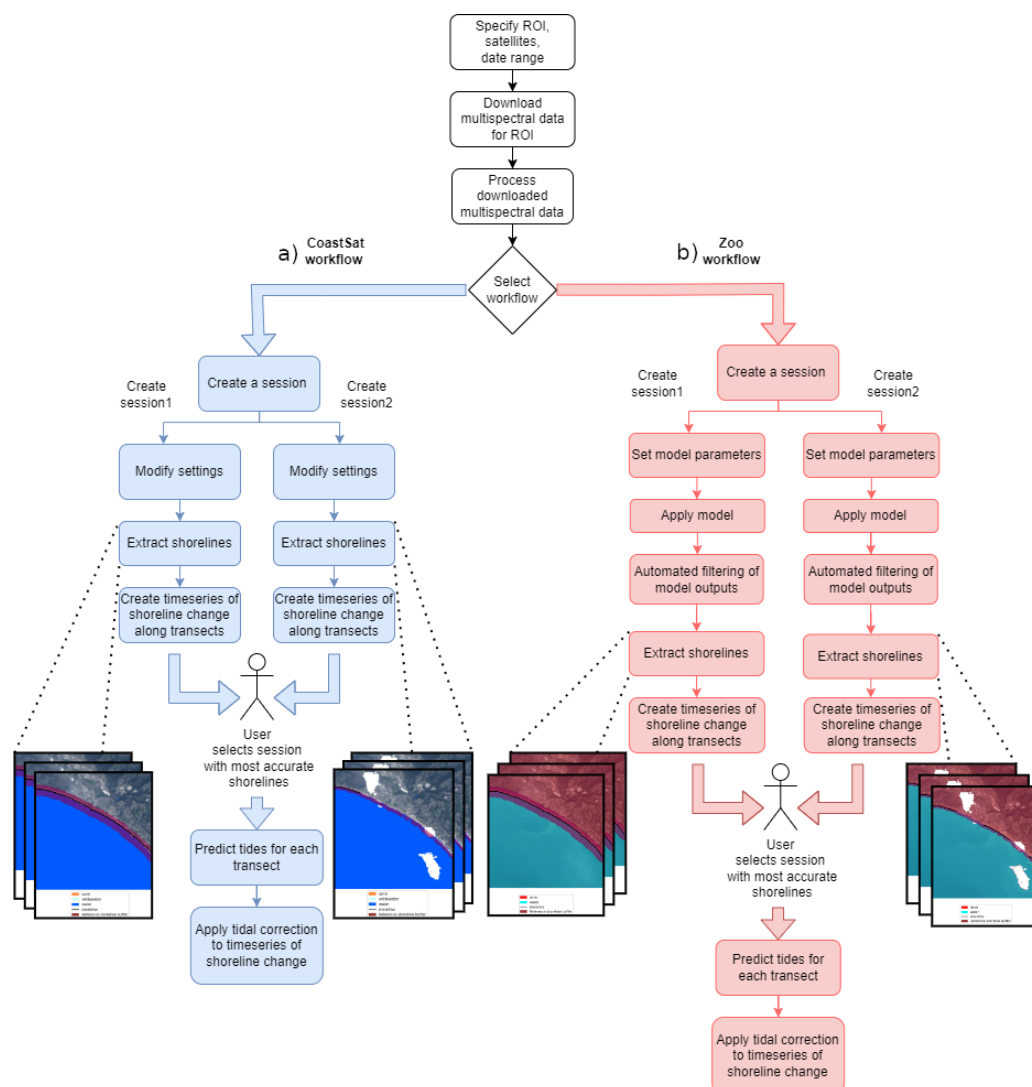 Specify ROI,
satellites,
date range
Download
multispectral data
for ROI
Process
downloaded
multispectral data
Select
workflow
a) CoastSat
workflow
b) Zoo
workflow
Create a session
Create
session1
Create
session2
Modify settings
Modify settings
Extract shorelines
Extract shorelines
Create timeseries of
shoreline change
along transects
Create timeseries of
shoreline change
along transects
User
selects session
with most accurate
shorelines
Predict tides for each
transect
Apply tidal correction
to timeseries of
shoreline change
Create a session
Create
session1
Create
session2
Set model parameters
Set model parameters
Apply model
Apply model
Automated filtering of
model outputs
Automated filtering of
model outputs
Extract shorelines
Extract shorelines
Create timeseries of
shoreline change
along transects
Create timeseries of
shoreline change
along transects
User
selects session
with most accurate
shorelines
Predict tides for
each transect
Apply tidal correction
to timeseries of
shoreline change